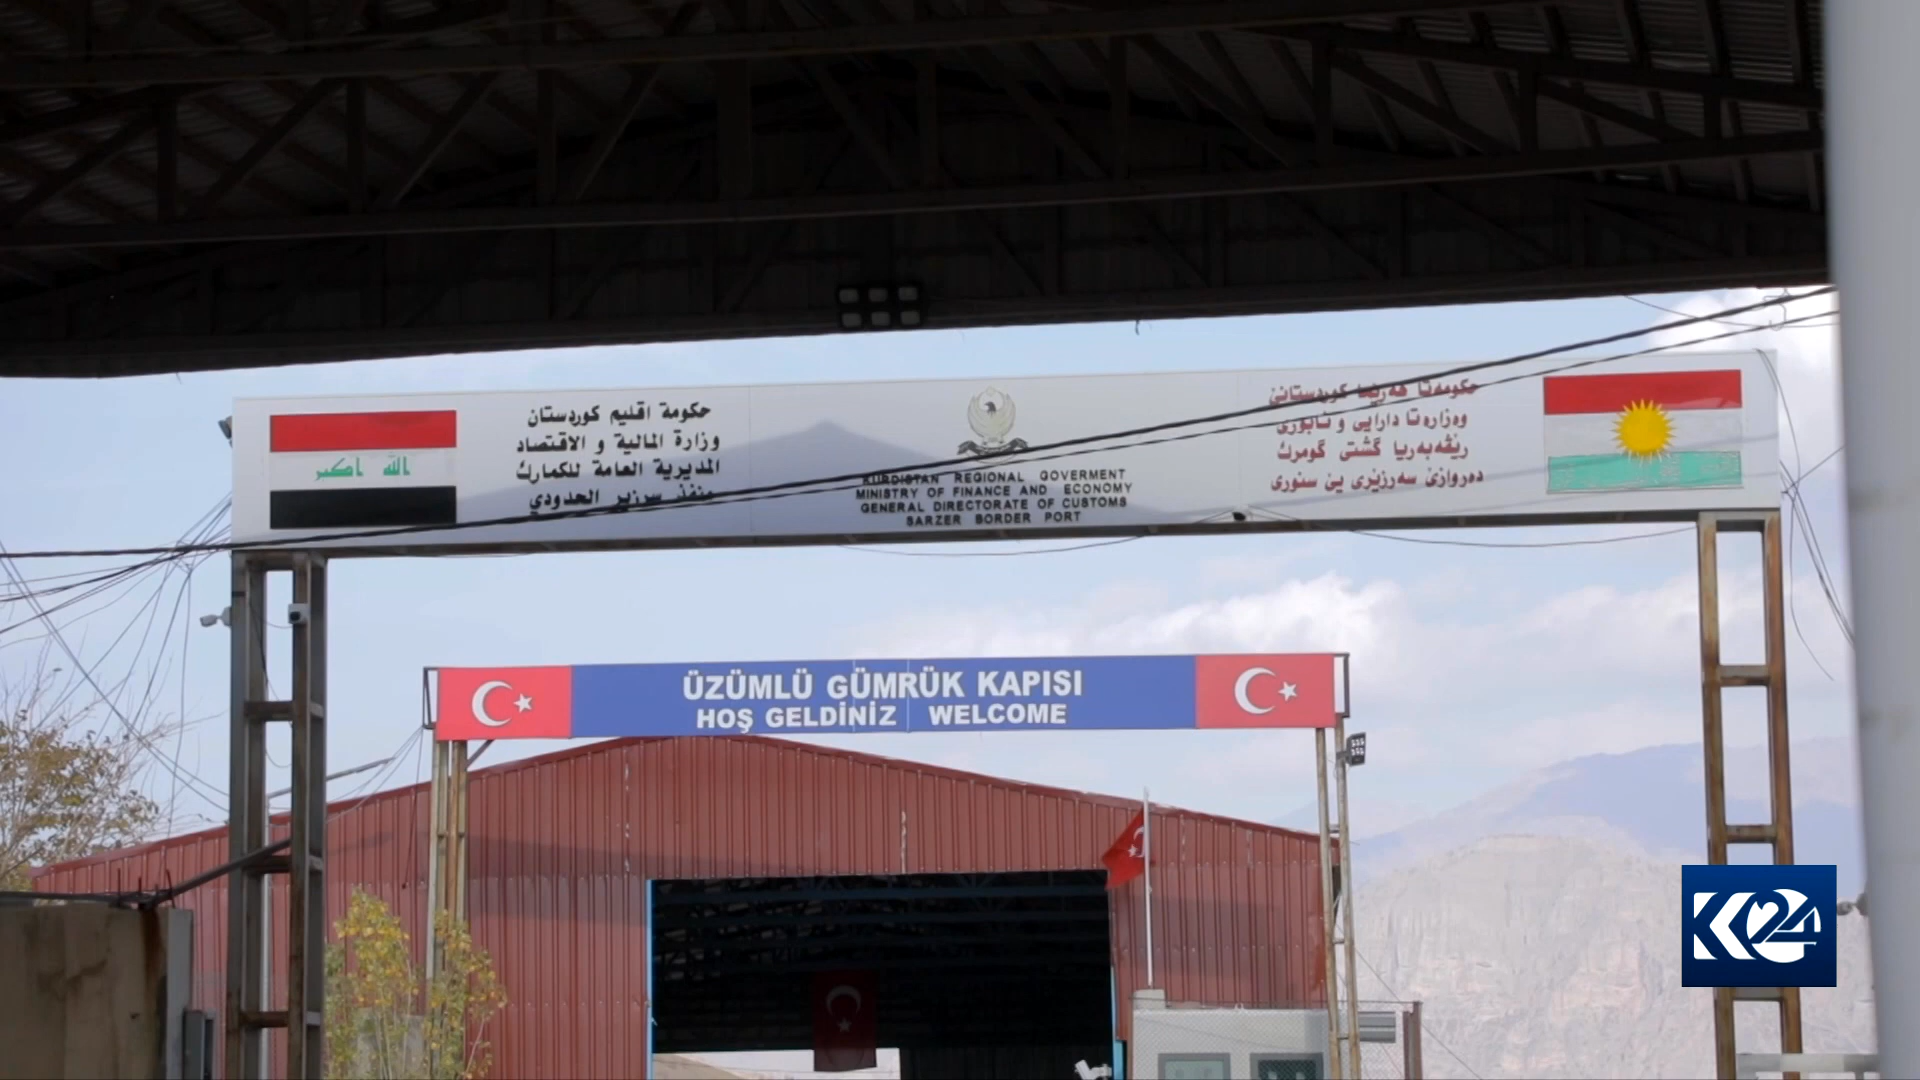 الله اكبر
حكومة اقليم كوردستان
وزارة المالية و الاقتصاد
المديرية العامة للكمارك
منفذ سرزير الحدودي
KURDISTAN REGIONAL GOVERMENT
MINISTRY OF FINANCE AND ECONOMY
GENERAL DIRECTORATE OF CUSTOMS
SARZER BORDER PORT
حكومەتا هەرێما كوردستانێ
وەزارەتا دارایی و ئابوری
رێڤەبەریا گشتی گومرك
دەروازێ سەرزێری یێ سنوری
ÜZÜMLÜ GÜMRÜK KAPISI
HOŞ GELDİNİZ WELCOME
K24